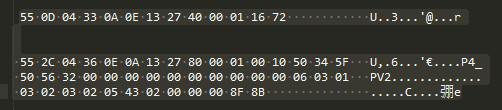 55 0D 04 33 0A 0E 13 27 40 00 01 16 72 U..3...'@...r
55 2C 04 36 0E 0A 13 27 80 00 01 00 10 50 34 5F U,.6...'€....P4_
50 56 32 00 00 00 00 00 00 00 00 00 00 06 03 01 PV2.............
03 02 03 02 05 43 02 00 00 00 8F 8B .....C....